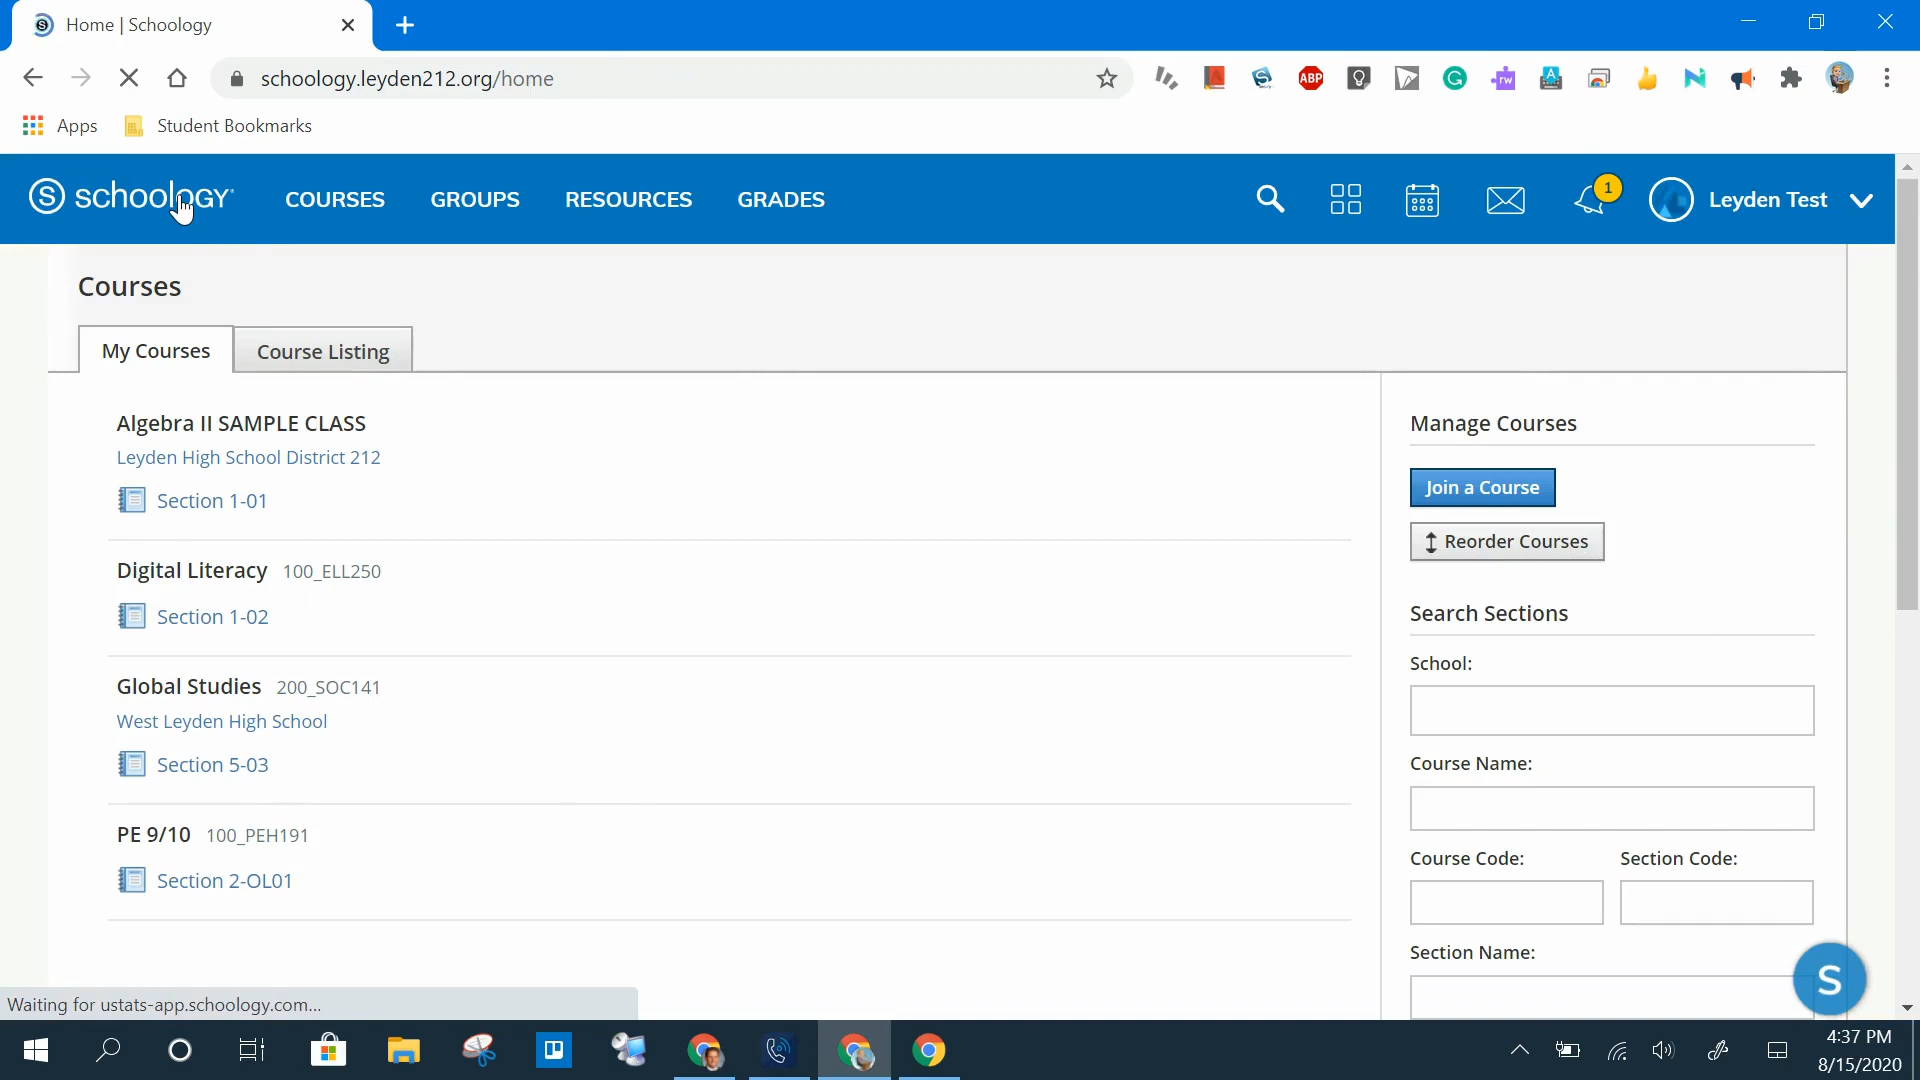 Home | Schoology
schoology.leyden212.org/home
ABP
rw
Apps
Student Bookmarks
S schoology®
COURSES GROUPS RESOURCES GRADES
1
Leyden Test
Courses
My Courses
Course Listing
Algebra II SAMPLE CLASS
Leyden High School District 212
Section 1-01
Digital Literacy 100_ELL250
Section 1-02
Global Studies 200_SOC141
West Leyden High School
Section 5-03
PE 9/10 100_PEH191
Section 2-OL01
Manage Courses
Join a Course
Reorder Courses
Search Sections
School:
Course Name:
Course Code: Section Code:
Section Name:
S
Waiting for ustats-app.schoology.com...
4:37 PM
8/15/2020